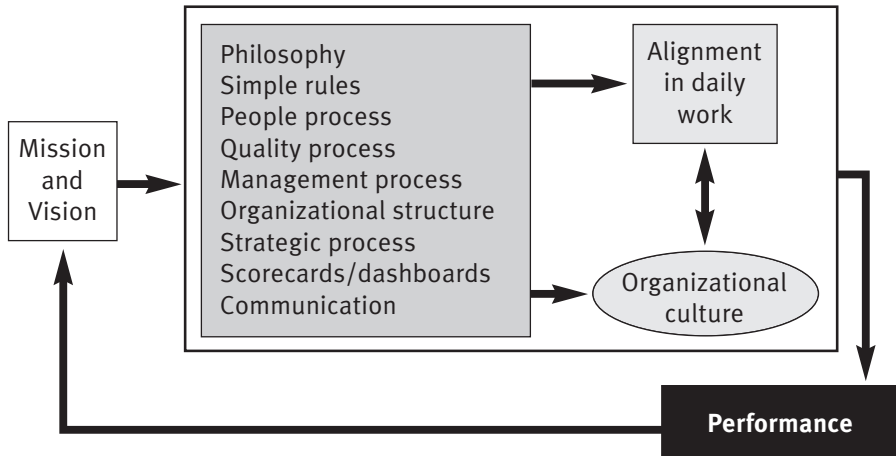 Mission
and
Vision
Philosophy
Simple rules
People process
Quality process
Management process
Organizational structure
Strategic process
Scorecards/dashboards
Communication
Alignment
in daily
work
Organizational
culture
Performance